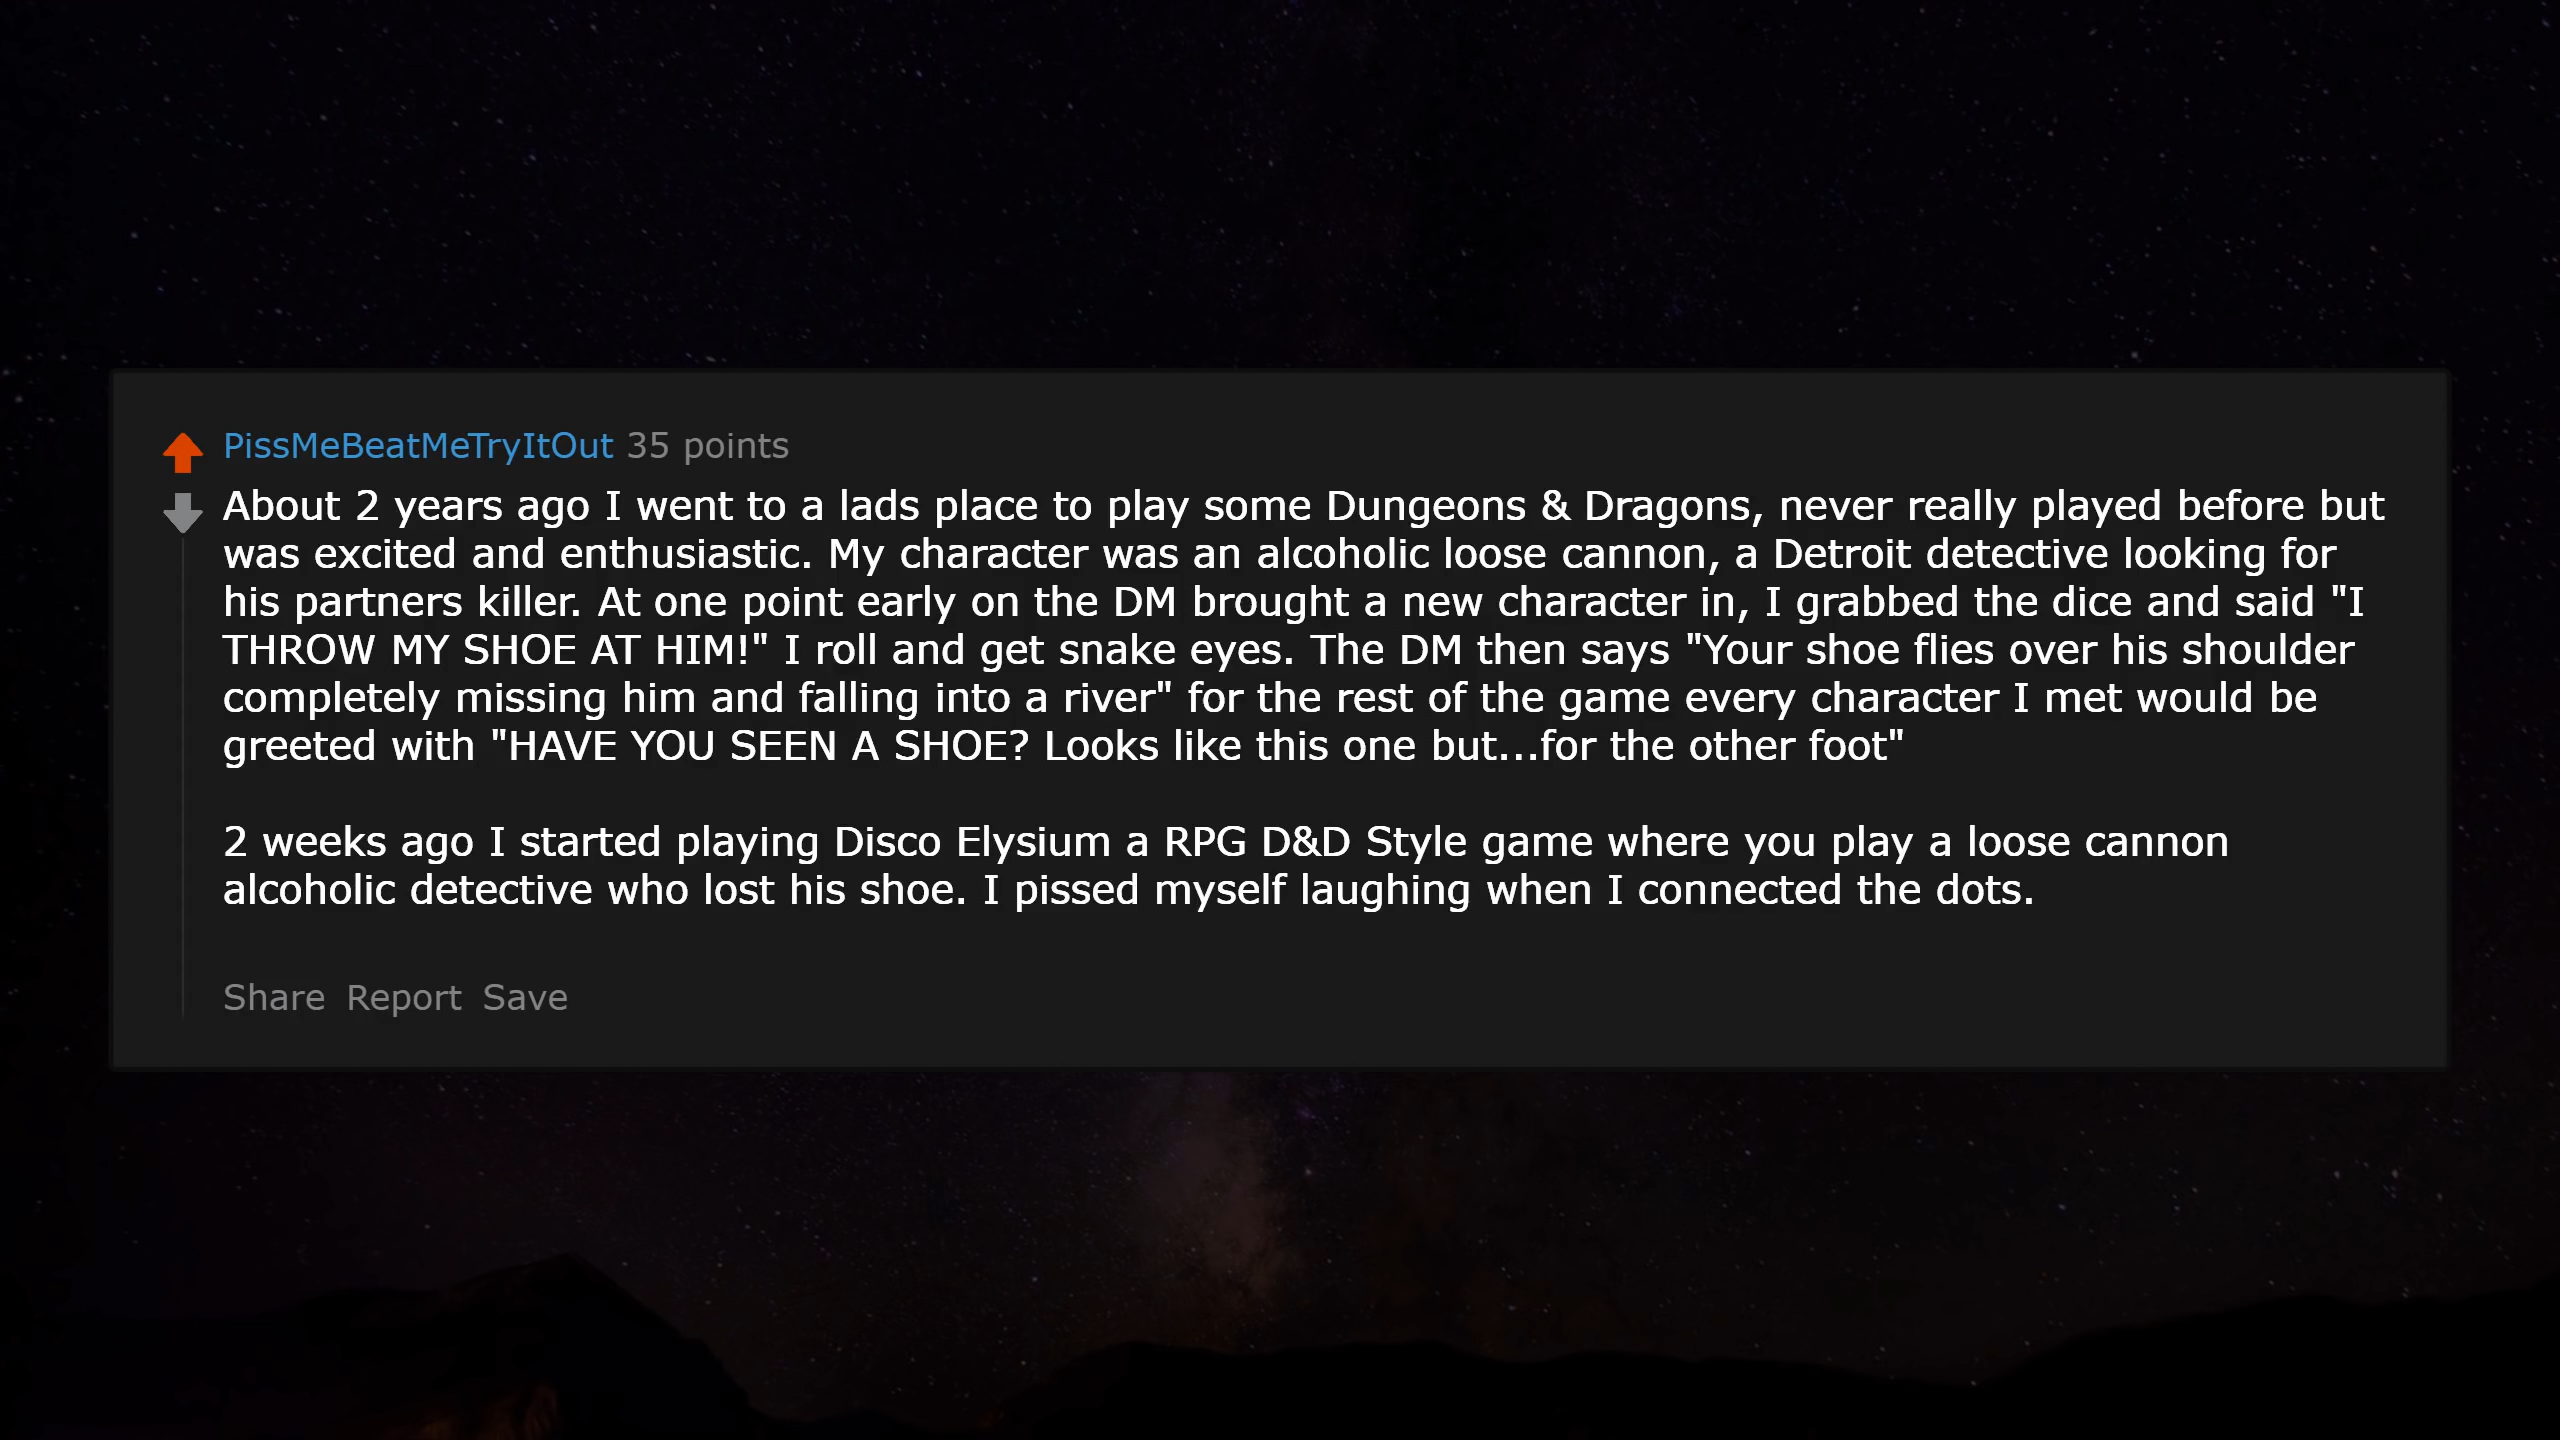 PissMeBeatMeTryItOut 35 points
About 2 years ago I went to a lads place to play some Dungeons & Dragons, never really played before but
was excited and enthusiastic. My character was an alcoholic loose cannon, a Detroit detective looking for
his partners killer. At one point early on the DM brought a new character in, I grabbed the dice and said "I
THROW MY SHOE AT HIM!" I roll and get snake eyes. The DM then says "Your shoe flies over his shoulder
completely missing him and falling into a river" for the rest of the game every character I met would be
greeted with "HAVE YOU SEEN A SHOE? Looks like this one but...for the other foot"
2 weeks ago I started playing Disco Elysium a RPG D&D Style game where you play a loose cannon
alcoholic detective who lost his shoe. I pissed myself laughing when I connected the dots.
Share Report Save